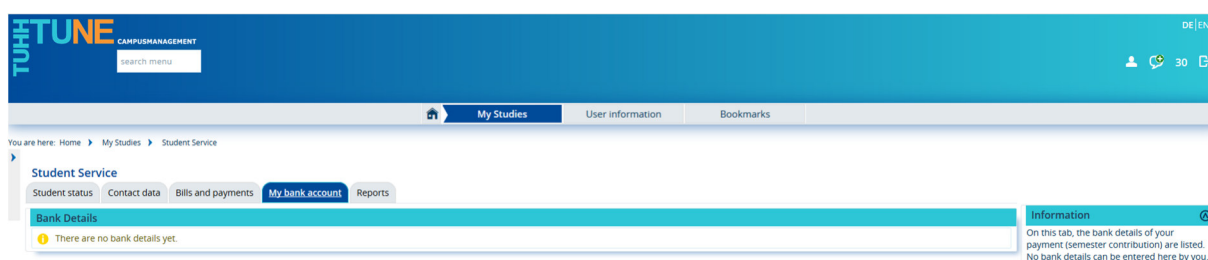 TUHH
TUNE CAMPUSMANAGEMENT
DE|EN
search menu
30
My Studies User information Bookmarks
You are here: Home My Studies Student Service
Student Service
Student status Contact data Bills and payments My bank account Reports
Bank Details
There are no bank details yet.
Information
On this tab, the bank details of your
payment (semester contribution) are listed.
No bank details can be entered here by you.